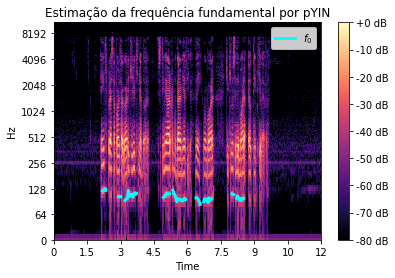 Estimação da frequência fundamental por pYIN
f0
8192
4096
2048
1024
512
256
128
64
0
Hz
0 1.5 3 4.5 6 7.5 9 10 12
Time
+0 dB
-10 dB
-20 dB
-30 dB
-40 dB
-50 dB
-60 dB
-70 dB
-80 dB